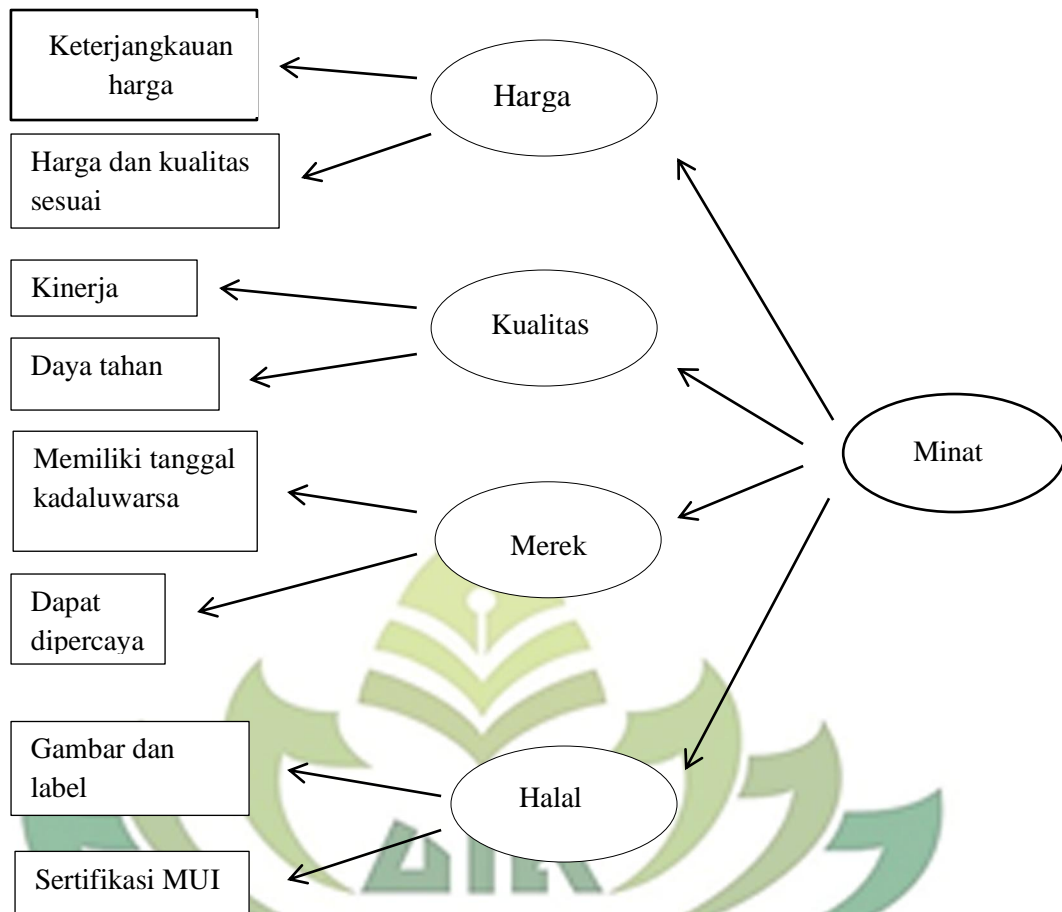 Keterjangkauan
harga
Harga
Harga dan kualitas
sesuai
Kinerja
Kualitas
Daya tahan
Minat
Memiliki tanggal
kadaluwarsa
Merek
Dapat
dipercaya
Gambar dan
label
Halal
Sertifikasi MUI